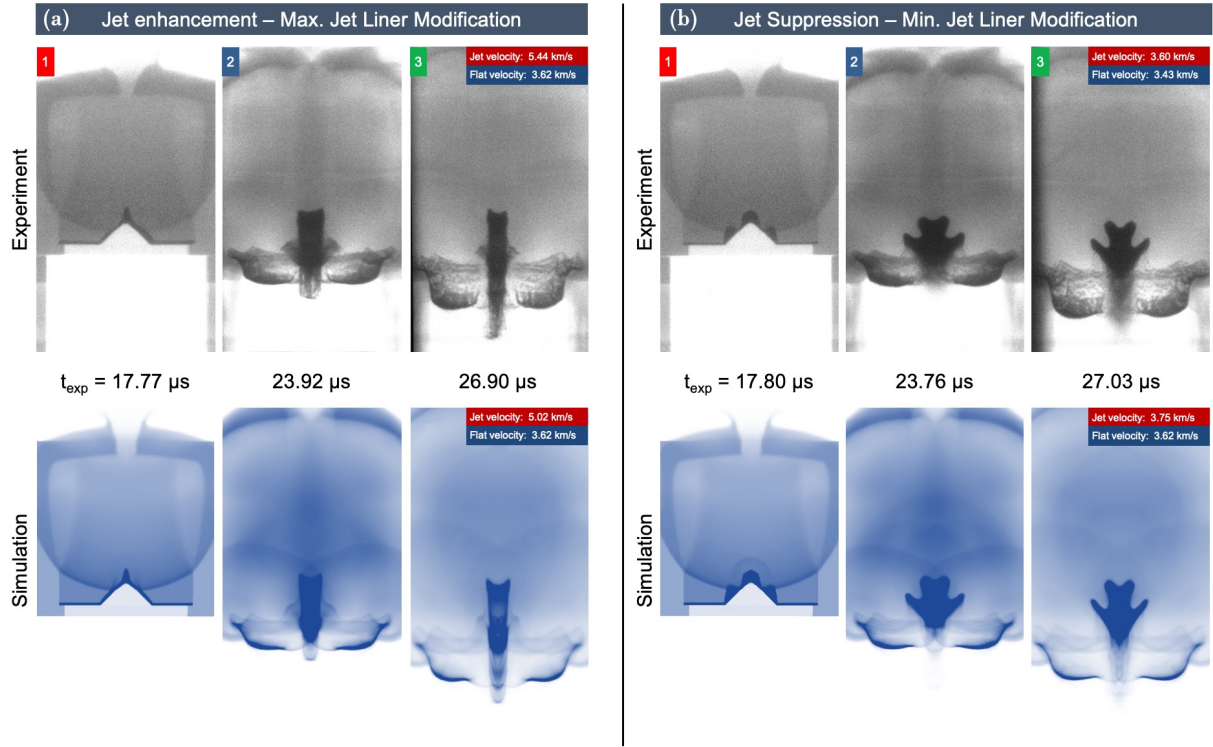 (a) Jet enhancement – Max. Jet Liner Modification
1
2
3
Jet velocity: 5.44 km/s
Flat velocity: 3.62 km/s
Experiment
t_exp = 17.77 µs
23.92 µs
26.90 µs
Jet velocity: 5.02 km/s
Flat velocity: 3.62 km/s
Simulation
(b) Jet Suppression – Min. Jet Liner Modification
1
2
3
Jet velocity: 3.60 km/s
Flat velocity: 3.43 km/s
Experiment
t_exp = 17.80 µs
23.76 µs
27.03 µs
Jet velocity: 3.75 km/s
Flat velocity: 3.62 km/s
Simulation